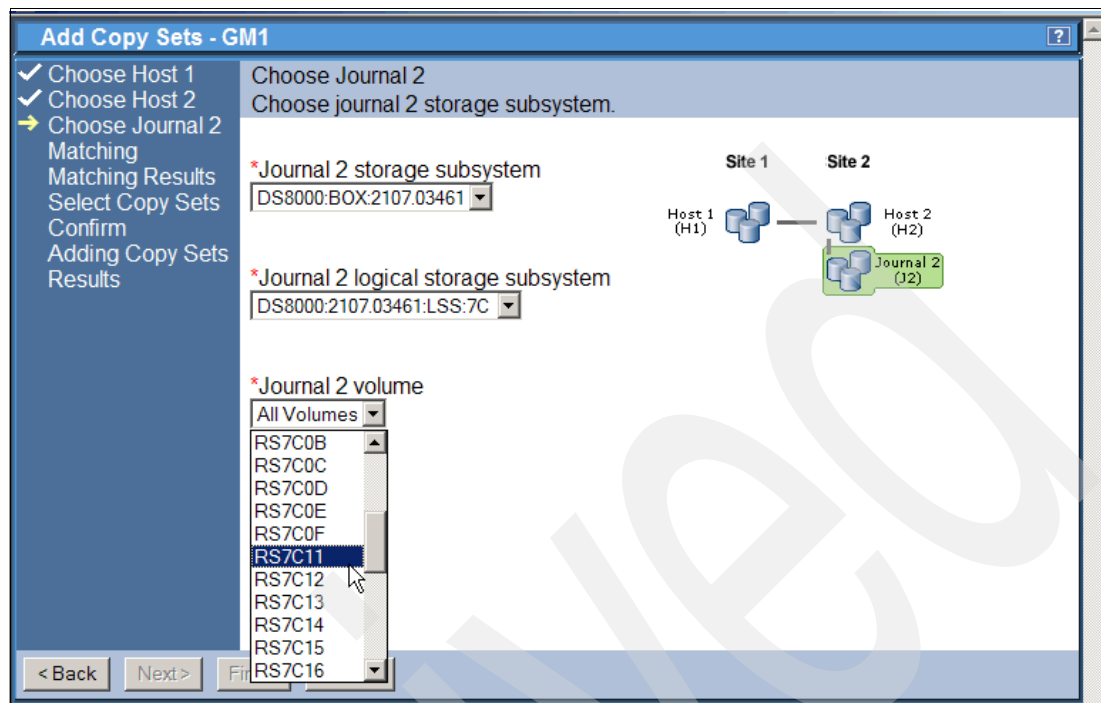 Add Copy Sets - GM1
?
Choose Host 1
Choose Host 2
Choose Journal 2
Matching
Matching Results
Select Copy Sets
Confirm
Adding Copy Sets
Results
Choose Journal 2
Choose journal 2 storage subsystem.
*Journal 2 storage subsystem
DS8000:BOX:2107.03461
*Journal 2 logical storage subsystem
DS8000:2107.03461:LSS:7C
*Journal 2 volume
All Volumes
RS7C0B
RS7C0C
RS7C0D
RS7C0E
RS7C0F
RS7C11
RS7C12
RS7C13
RS7C14
RS7C15
RS7C16
Site 1 Site 2
Host 1
(H1)
Host 2
(H2)
Journal 2
(J2)
< Back Next >